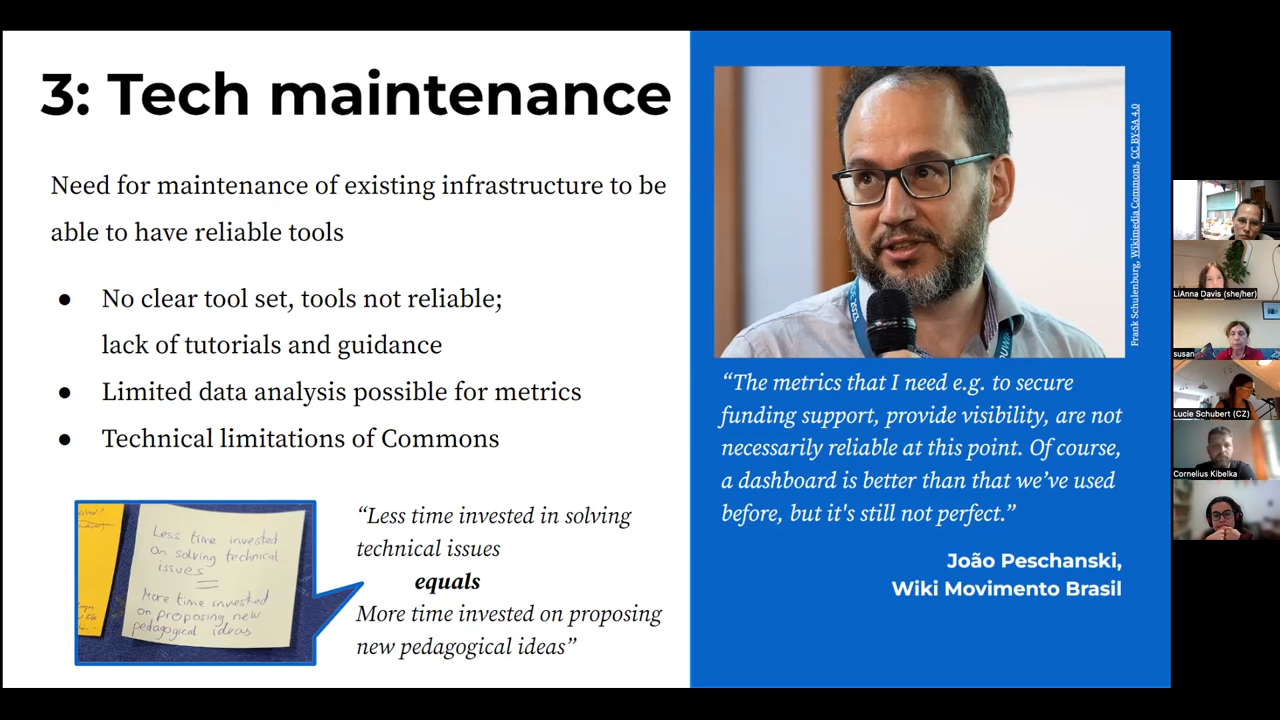 3: Tech maintenance
Need for maintenance of existing infrastructure to be
able to have reliable tools
● No clear tool set, tools not reliable;
lack of tutorials and guidance
● Limited data analysis possible for metrics
● Technical limitations of Commons
Less time invested
on solving technical
issues
=
More time invested
on proposing new
pedagogical ideas
“Less time invested in solving
technical issues
equals
More time invested on proposing
new pedagogical ideas”
Frank Schulenburg, Wikimedia Commons, CC BY-SA 4.0
“The metrics that I need e.g. to secure
funding support, provide visibility, are not
necessarily reliable at this point. Of course,
a dashboard is better than that we’ve used
before, but it's still not perfect.”
João Peschanski,
Wiki Movimento Brasil
LiAnna Davis (she/her)
susan
Lucie Schubert (CZ)
Cornelius Kibelka